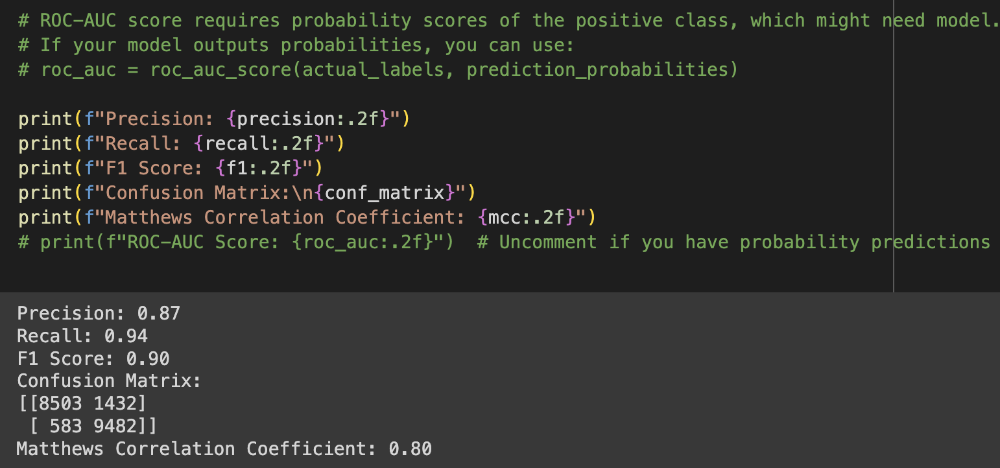 # ROC-AUC score requires probability scores of the positive class, which might need model.
# If your model outputs probabilities, you can use:
# roc_auc = roc_auc_score(actual_labels, prediction_probabilities)
print(f"Precision: {precision:.2f}")
print(f"Recall: {recall:.2f}")
print(f"F1 Score: {f1:.2f}")
print(f"Confusion Matrix:\n{conf_matrix}")
print(f"Matthews Correlation Coefficient: {mcc:.2f}")
# print(f"ROC-AUC Score: {roc_auc:.2f}")  # Uncomment if you have probability predictions
Precision: 0.87
Recall: 0.94
F1 Score: 0.90
Confusion Matrix:
[[8503 1432]
 [ 583 9482]]
Matthews Correlation Coefficient: 0.80